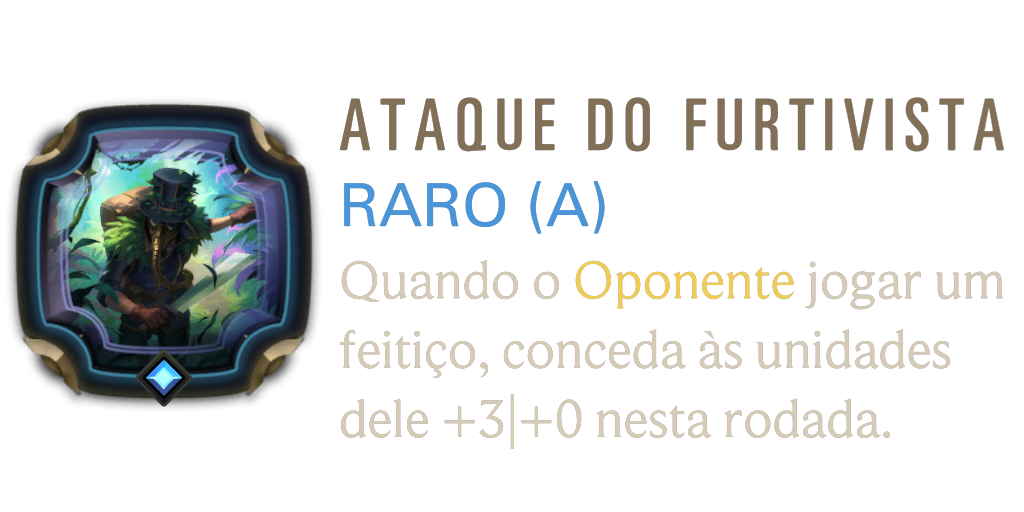 ATAQUE DO FURTIVISTA
RARO (A)
Quando o Oponente jogar um
feitiço, conceda às unidades
dele +3|+0 nesta rodada.